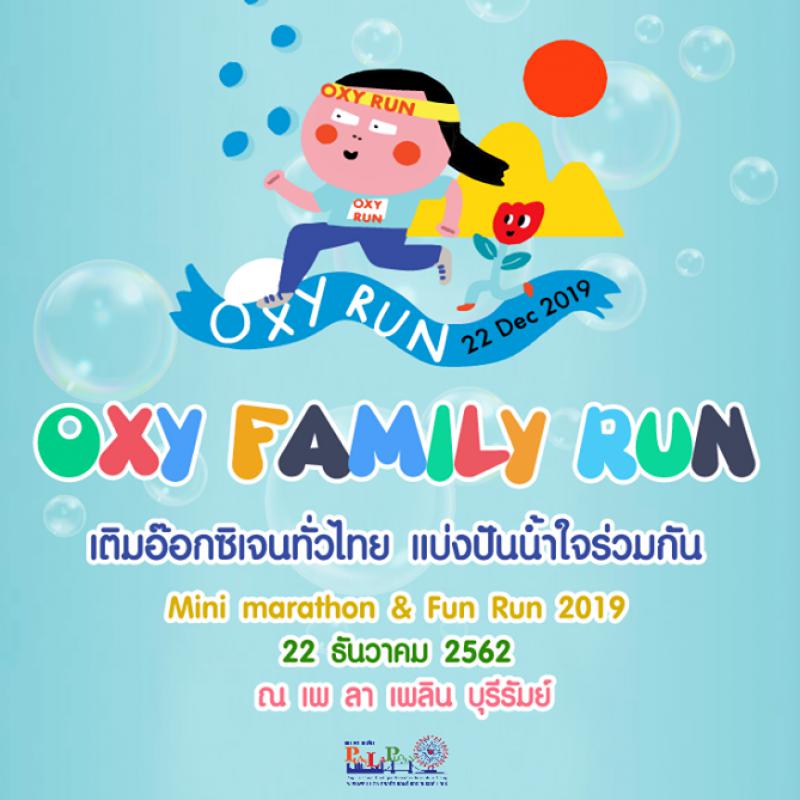 OXY RUN
OXY
RUN
OXY RUN 22 Dec 2019
OXY FAMILY RUN
เติมอ๊อกซิเจนทั่วไทย แบ่งปันน้ำใจร่วมกัน
Mini marathon & Fun Run 2019
22 ธันวาคม 2562
ณ เพ ลา เพลิน บุรีรัมย์